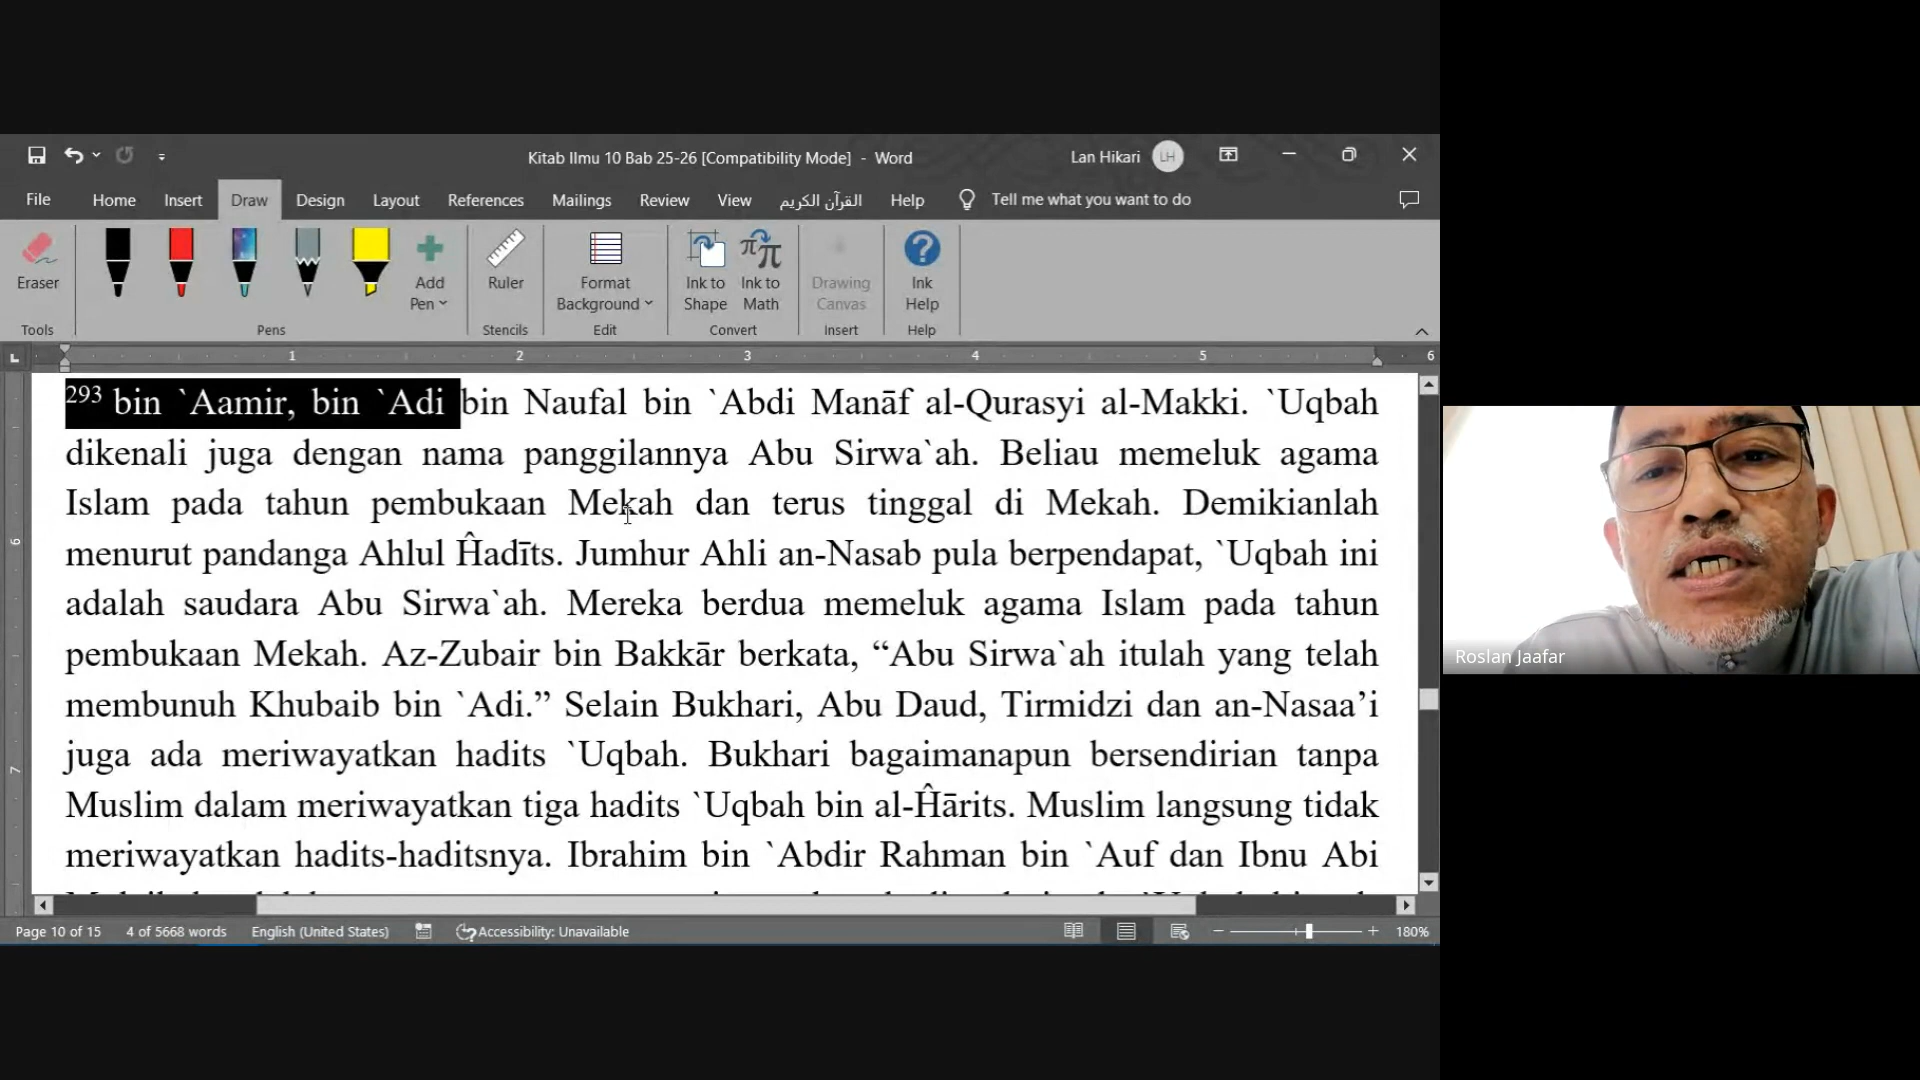 Kitab Ilmu 10 Bab 25-26 [Compatibility Mode] - Word
Lan Hikari
LH
File Home Insert Draw Design Layout References Mailings Review View القرآن الكريم Help Tell me what you want to do
Eraser
Add Pen
Ruler
Format Background
Ink to Shape
Ink to Math
Drawing Canvas
Ink Help
Tools Pens Stencils Edit Convert Insert Help
1 2 3 4 5 6
293 bin `Aamir, bin `Adi bin Naufal bin `Abdi Manāf al-Qurasyi al-Makki. `Uqbah
dikenali juga dengan nama panggilannya Abu Sirwa`ah. Beliau memeluk agama
Islam pada tahun pembukaan Mekah dan terus tinggal di Mekah. Demikianlah
menurut pandanga Ahlul Ĥadīts. Jumhur Ahli an-Nasab pula berpendapat, `Uqbah ini
adalah saudara Abu Sirwa`ah. Mereka berdua memeluk agama Islam pada tahun
pembukaan Mekah. Az-Zubair bin Bakkār berkata, “Abu Sirwa`ah itulah yang telah
membunuh Khubaib bin `Adi.” Selain Bukhari, Abu Daud, Tirmidzi dan an-Nasaa’i
juga ada meriwayatkan hadits `Uqbah. Bukhari bagaimanapun bersendirian tanpa
Muslim dalam meriwayatkan tiga hadits `Uqbah bin al-Ĥārits. Muslim langsung tidak
meriwayatkan hadits-haditsnya. Ibrahim bin `Abdir Rahman bin `Auf dan Ibnu Abi
6
7
Page 10 of 15 4 of 5668 words English (United States) Accessibility: Unavailable 180%
Roslan Jaafar